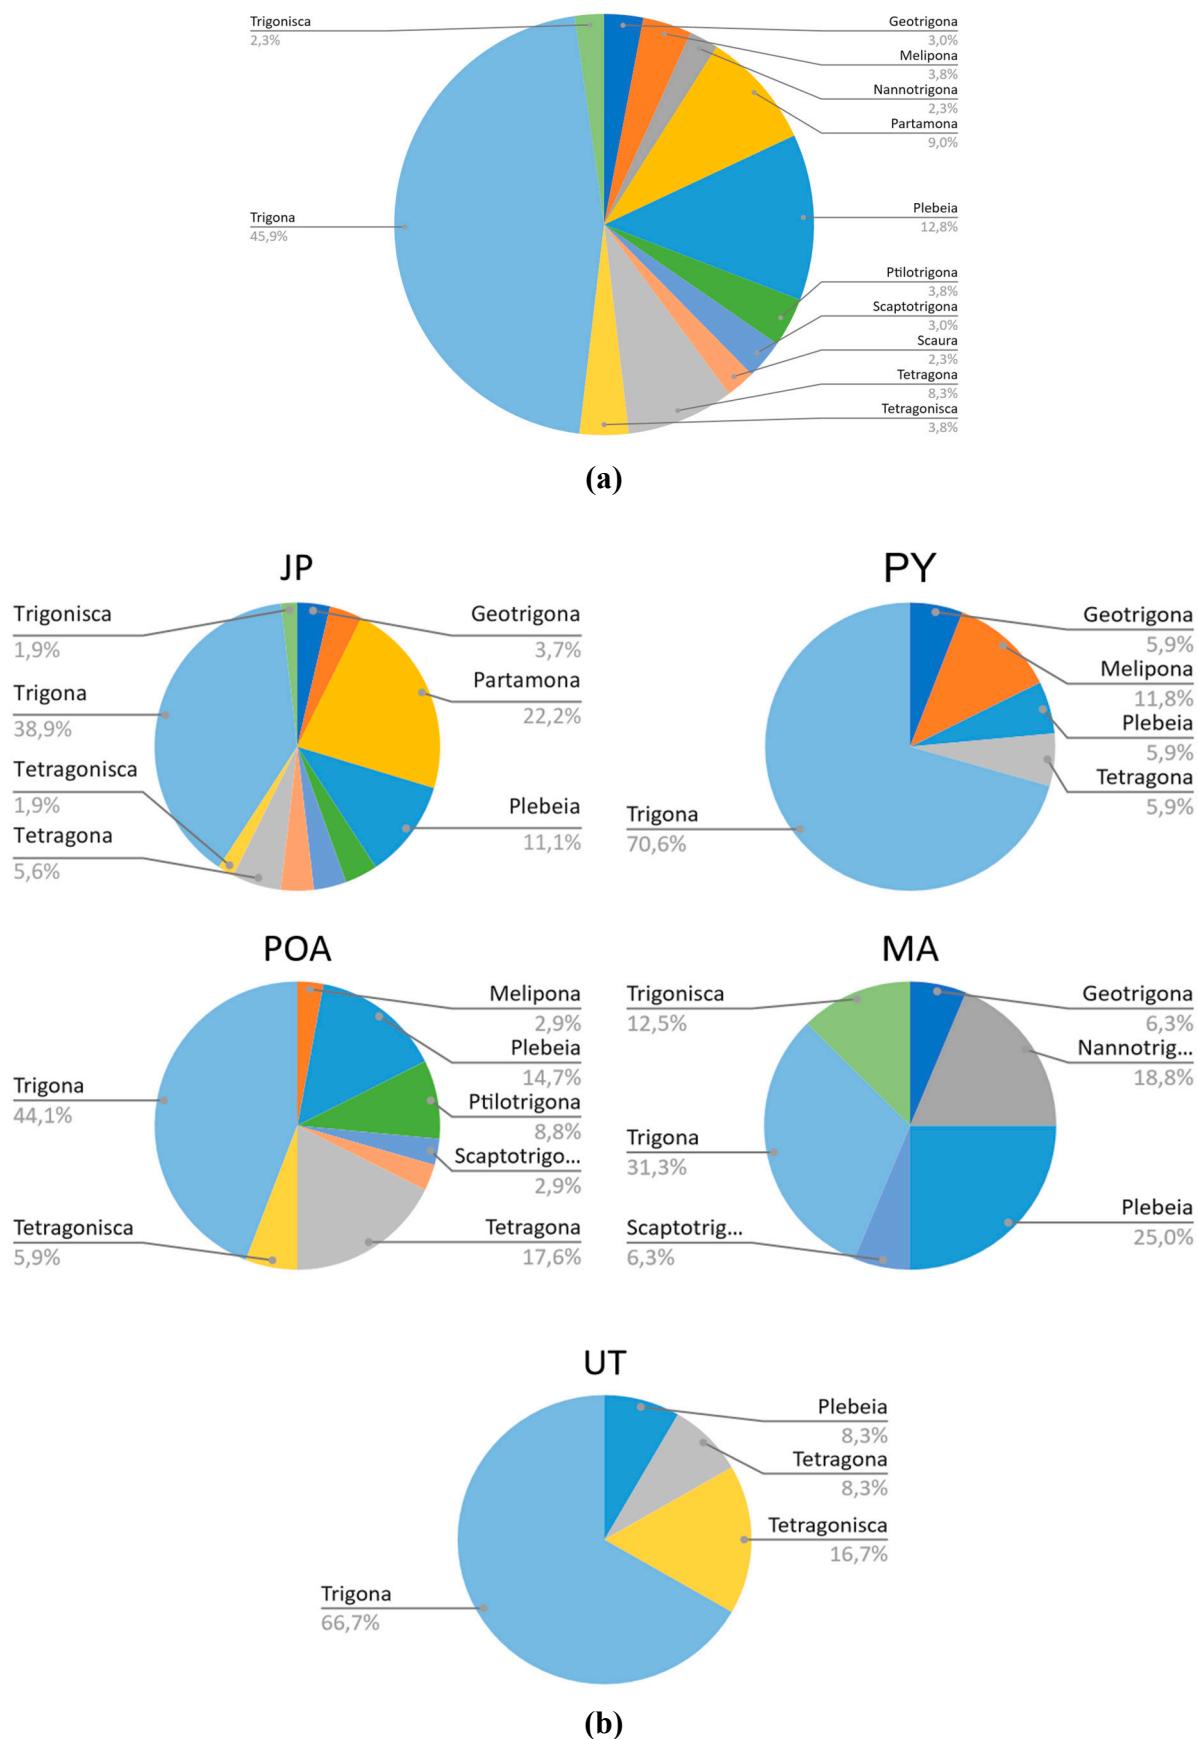 Trigonisca
2,3%
Trigona
45,9%
Geotrigona
3,0%
Melipona
3,8%
Nannotrigona
2,3%
Partamona
9,0%
Plebeia
12,8%
Ptilotrigona
3,8%
Scaptotrigona
3,0%
Scaura
2,3%
Tetragona
8,3%
Tetragonisca
3,8%
(a)
JP
Trigonisca
1,9%
Trigona
38,9%
Tetragonisca
1,9%
Tetragona
5,6%
Geotrigona
3,7%
Partamona
22,2%
Plebeia
11,1%
PY
Trigona
70,6%
Geotrigona
5,9%
Melipona
11,8%
Plebeia
5,9%
Tetragona
5,9%
POA
Trigona
44,1%
Tetragonisca
5,9%
Melipona
2,9%
Plebeia
14,7%
Ptilotrigona
8,8%
Scaptotrigo...
2,9%
Tetragona
17,6%
MA
Trigonisca
12,5%
Trigona
31,3%
Scaptotrig...
6,3%
Geotrigona
6,3%
Nannotrig...
18,8%
Plebeia
25,0%
UT
Trigona
66,7%
Plebeia
8,3%
Tetragona
8,3%
Tetragonisca
16,7%
(b)